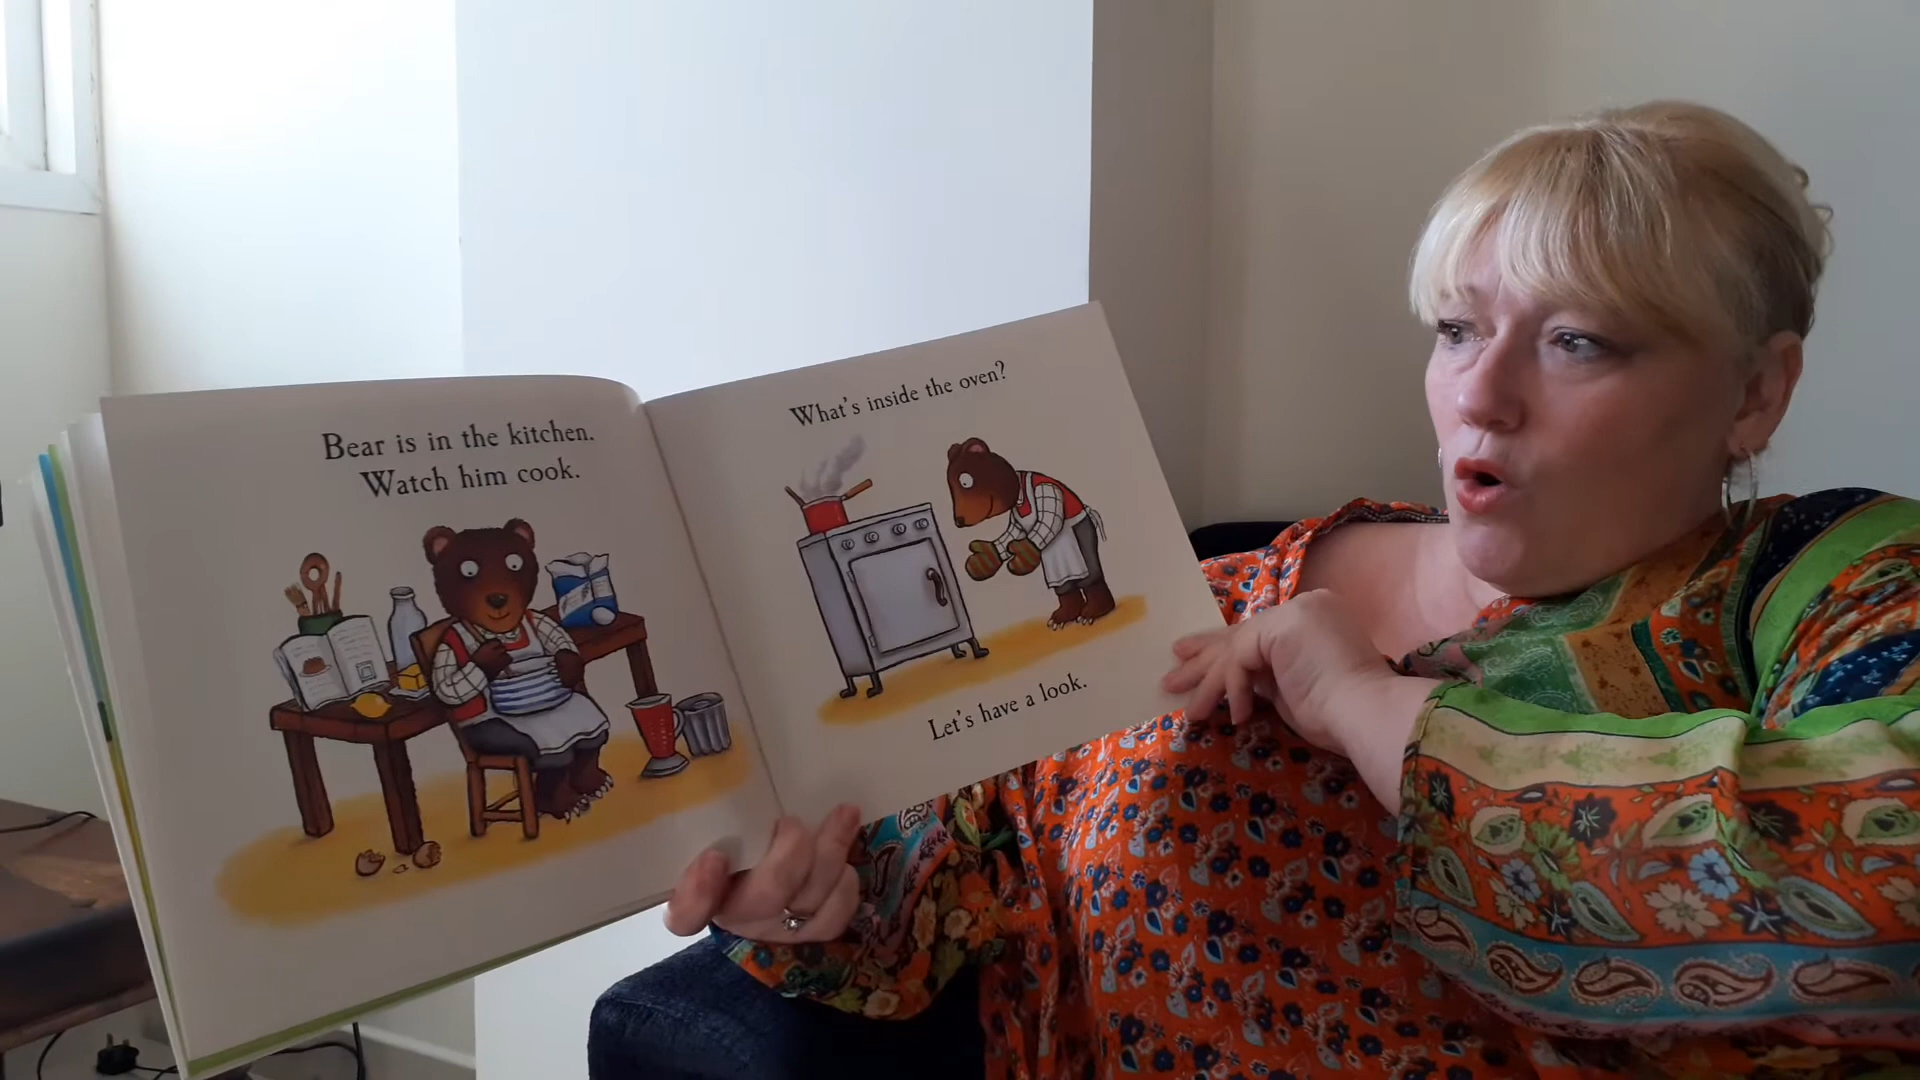 Bear is in the kitchen.
Watch him cook.
What's inside the oven?
Let's have a look.